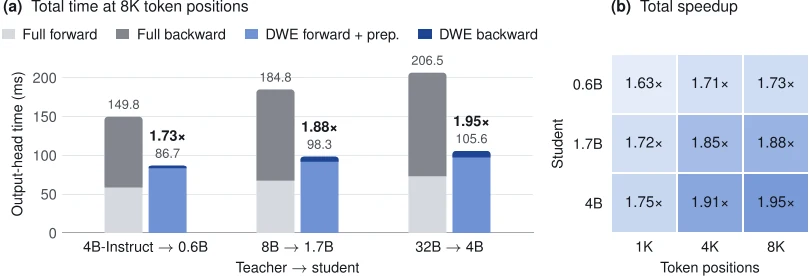 (a) Total time at 8K token positions
Full forward Full backward DWE forward + prep. DWE backward
Output-head time (ms)
200
150
100
50
0
149.8
1.73×
86.7
184.8
1.88×
98.3
206.5
1.95×
105.6
4B-Instruct → 0.6B 8B → 1.7B 32B → 4B
Teacher → student
(b) Total speedup
Student
0.6B 1.63× 1.71× 1.73×
1.7B 1.72× 1.85× 1.88×
4B 1.75× 1.91× 1.95×
1K 4K 8K
Token positions